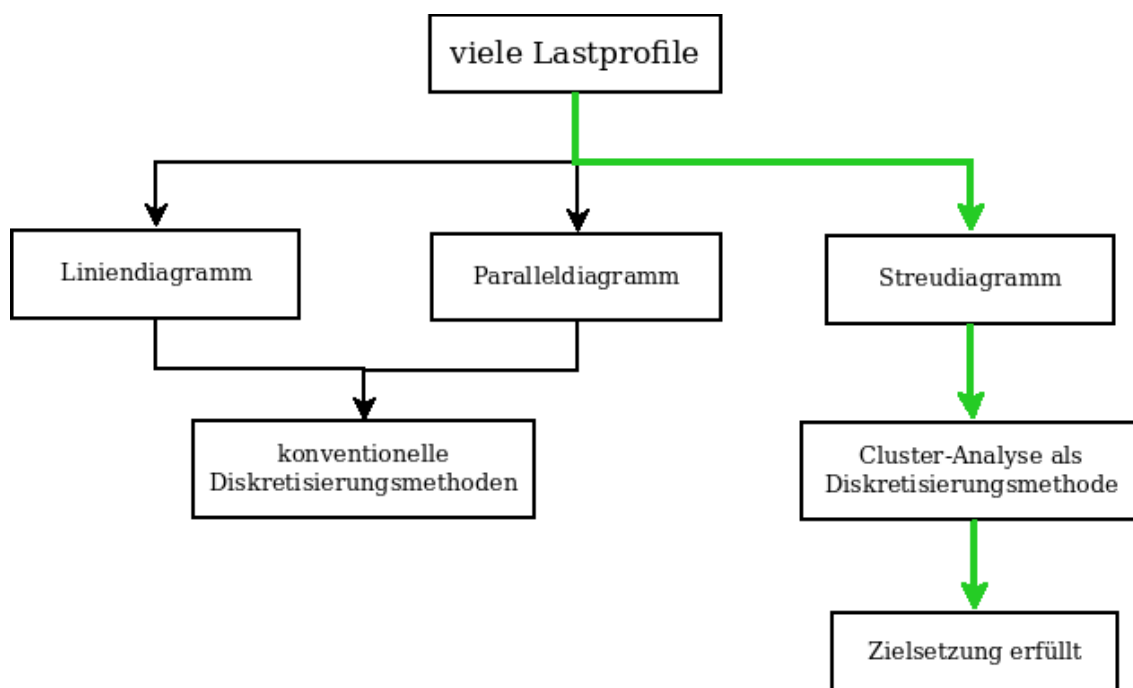 viele Lastprofile
Liniendiagramm
Paralleldiagramm
Streudiagramm
konventionelle
Diskretisierungsmethoden
Cluster-Analyse als
Diskretisierungsmethode
Zielsetzung erfüllt